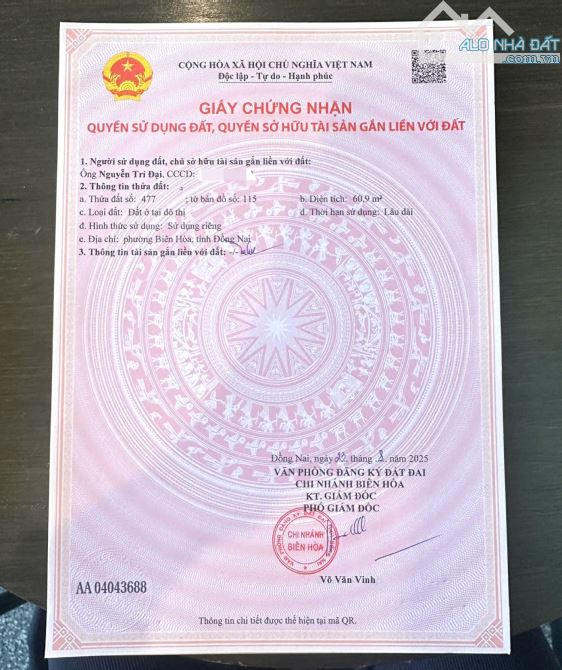 ALO NHÀ ĐẤT
.com.vn
CỘNG HÒA XÃ HỘI CHỦ NGHĨA VIỆT NAM
Độc lập - Tự do - Hạnh phúc
GIẤY CHỨNG NHẬN
QUYỀN SỬ DỤNG ĐẤT, QUYỀN SỞ HỮU TÀI SẢN GẮN LIỀN VỚI ĐẤT
1. Người sử dụng đất, chủ sở hữu tài sản gắn liền với đất:
Ông Nguyễn Trí Đại, CCCD:
2. Thông tin thửa đất:
a. Thửa đất số: 477 ; tờ bản đồ số: 115 b. Diện tích: 60,9 m²
c. Loại đất: Đất ở tại đô thị d. Thời hạn sử dụng: Lâu dài
đ. Hình thức sử dụng: Sử dụng riêng
e. Địa chỉ: phường Biên Hòa, tỉnh Đồng Nai
3. Thông tin tài sản gắn liền với đất: -/-
Đồng Nai, ngày 22 tháng 8 năm 2025
VĂN PHÒNG ĐĂNG KÝ ĐẤT ĐAI
CHI NHÁNH BIÊN HÒA
KT. GIÁM ĐỐC
PHÓ GIÁM ĐỐC
CHI NHÁNH
BIÊN HÒA
Võ Văn Vinh
AA 04043688
Thông tin chi tiết được thể hiện tại mã QR.